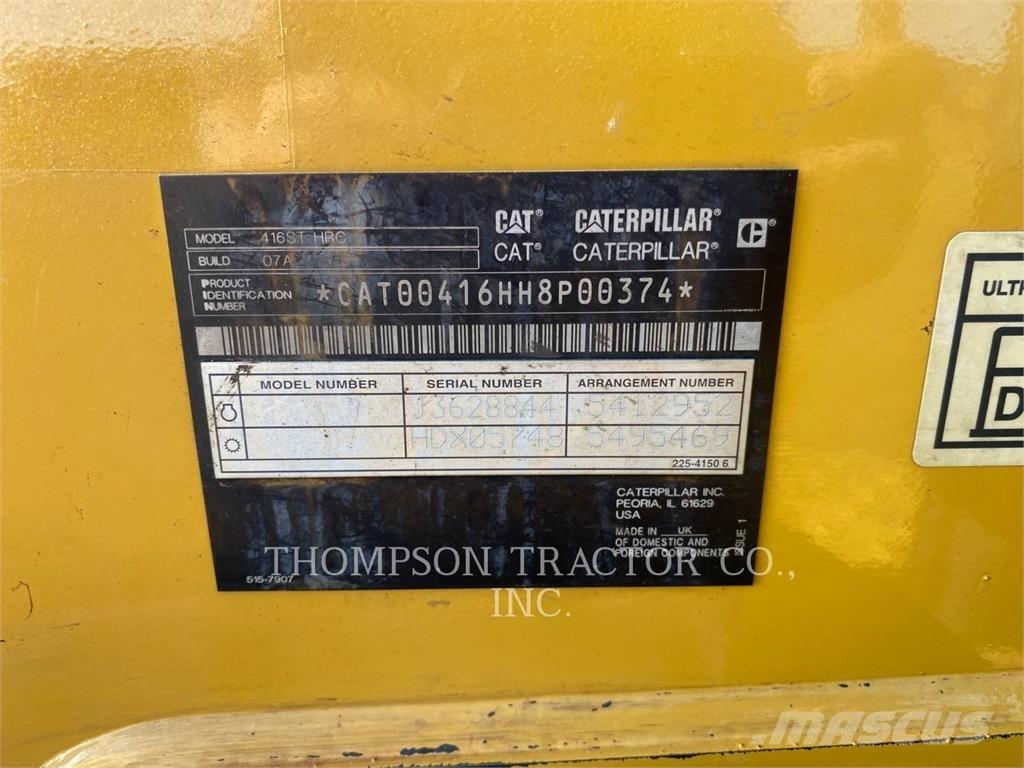 CAT® CATERPILLAR®
CAT® CATERPILLAR®
MODEL 416ST HRC
BUILD 07A
PRODUCT IDENTIFICATION NUMBER *CAT00416HH8P00374*
MODEL NUMBER SERIAL NUMBER ARRANGEMENT NUMBER
J3628844 5412952
HDX05748 5495469
225-4150 6
CATERPILLAR INC.
PEORIA, IL 61629
USA
MADE IN UK
OF DOMESTIC AND
FOREIGN COMPONENTS
ISSUE 1
515-7907
ULT
D
THOMPSON TRACTOR CO.,
INC.
MASCUS